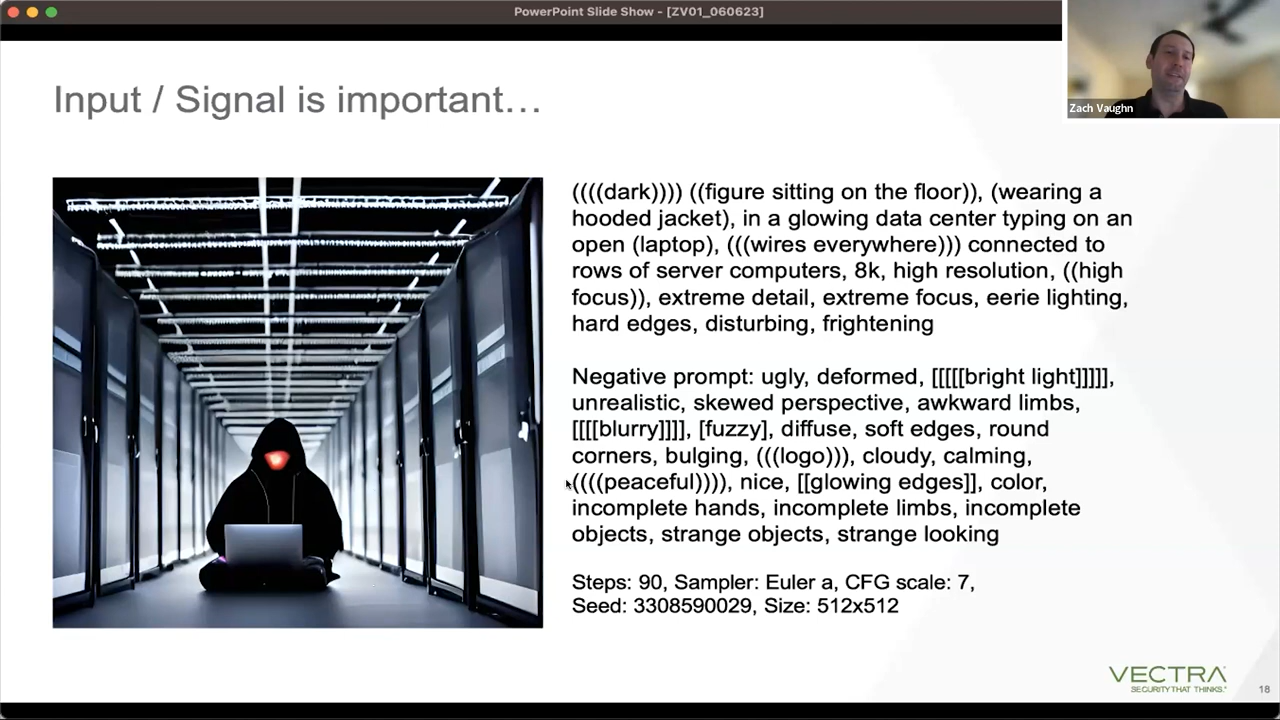 PowerPoint Slide Show - [ZV01_060623]
Zach Vaughn
Input / Signal is important…
((((dark)))) ((figure sitting on the floor)), (wearing a
hooded jacket), in a glowing data center typing on an
open (laptop), (((wires everywhere))) connected to
rows of server computers, 8k, high resolution, ((high
focus)), extreme detail, extreme focus, eerie lighting,
hard edges, disturbing, frightening
Negative prompt: ugly, deformed, [[[[[bright light]]]]],
unrealistic, skewed perspective, awkward limbs,
[[[[blurry]]]], [fuzzy], diffuse, soft edges, round
corners, bulging, (((logo))), cloudy, calming,
((((peaceful)))), nice, [[glowing edges]], color,
incomplete hands, incomplete limbs, incomplete
objects, strange objects, strange looking
Steps: 90, Sampler: Euler a, CFG scale: 7,
Seed: 3308590029, Size: 512x512
VECTRA
SECURITY THAT THINKS.
18